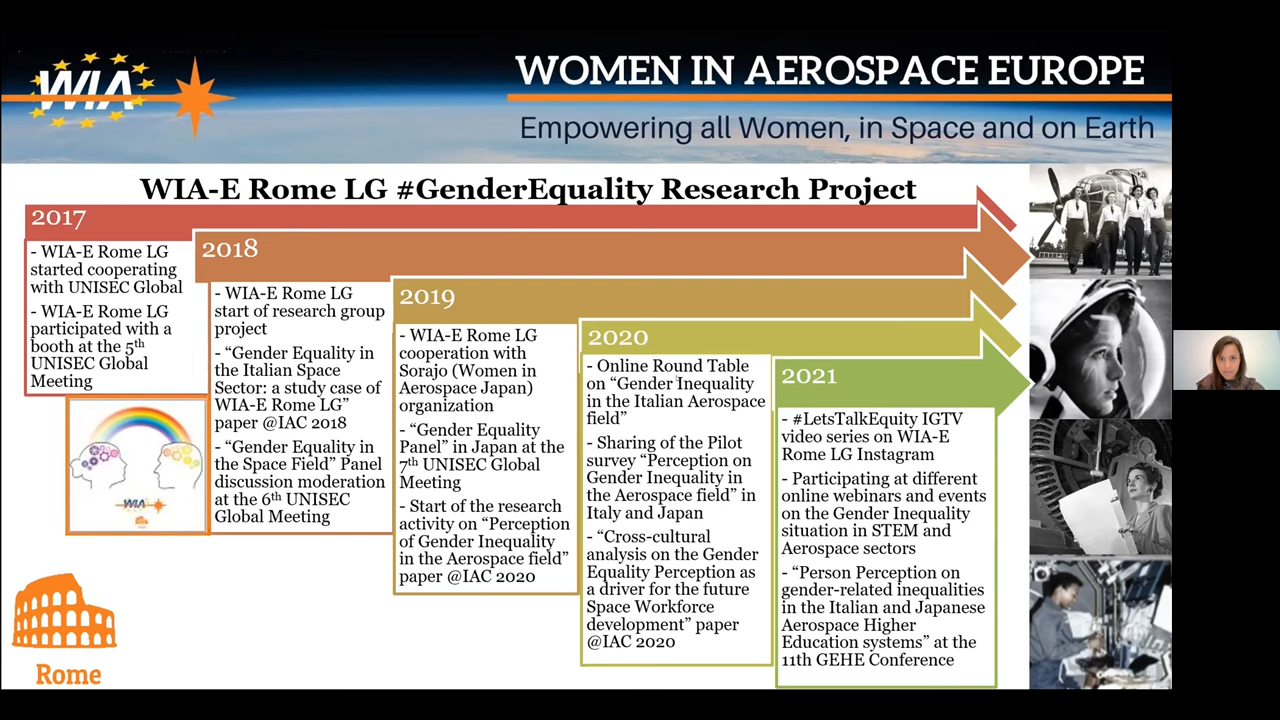 WIA
WOMEN IN AEROSPACE EUROPE
Empowering all Women, in Space and on Earth
WIA-E Rome LG #GenderEquality Research Project
2017
- WIA-E Rome LG
started cooperating
with UNISEC Global
- WIA-E Rome LG
participated with a
booth at the 5th
UNISEC Global
Meeting
2018
- WIA-E Rome LG
start of research group
project
- “Gender Equality in
the Italian Space
Sector: a study case of
WIA-E Rome LG”
paper @IAC 2018
- “Gender Equality in
the Space Field” Panel
discussion moderation
at the 6th UNISEC
Global Meeting
2019
- WIA-E Rome LG
cooperation with
Sorajo (Women in
Aerospace Japan)
organization
- “Gender Equality
Panel” in Japan at the
7th UNISEC Global
Meeting
- Start of the research
activity on “Perception
of Gender Inequality
in the Aerospace field”
paper @IAC 2020
2020
- Online Round Table
on “Gender Inequality
in the Italian Aerospace
field”
- Sharing of the Pilot
survey “Perception on
Gender Inequality in
the Aerospace field” in
Italy and Japan
- “Cross-cultural
analysis on the Gender
Equality Perception as
a driver for the future
Space Workforce
development” paper
@IAC 2020
2021
- #LetsTalkEquity IGTV
video series on WIA-E
Rome LG Instagram
- Participating at different
online webinars and events
on the Gender Inequality
situation in STEM and
Aerospace sectors
- “Person Perception on
gender-related inequalities
in the Italian and Japanese
Aerospace Higher
Education systems” at the
11th GEHE Conference
WIA
Rome